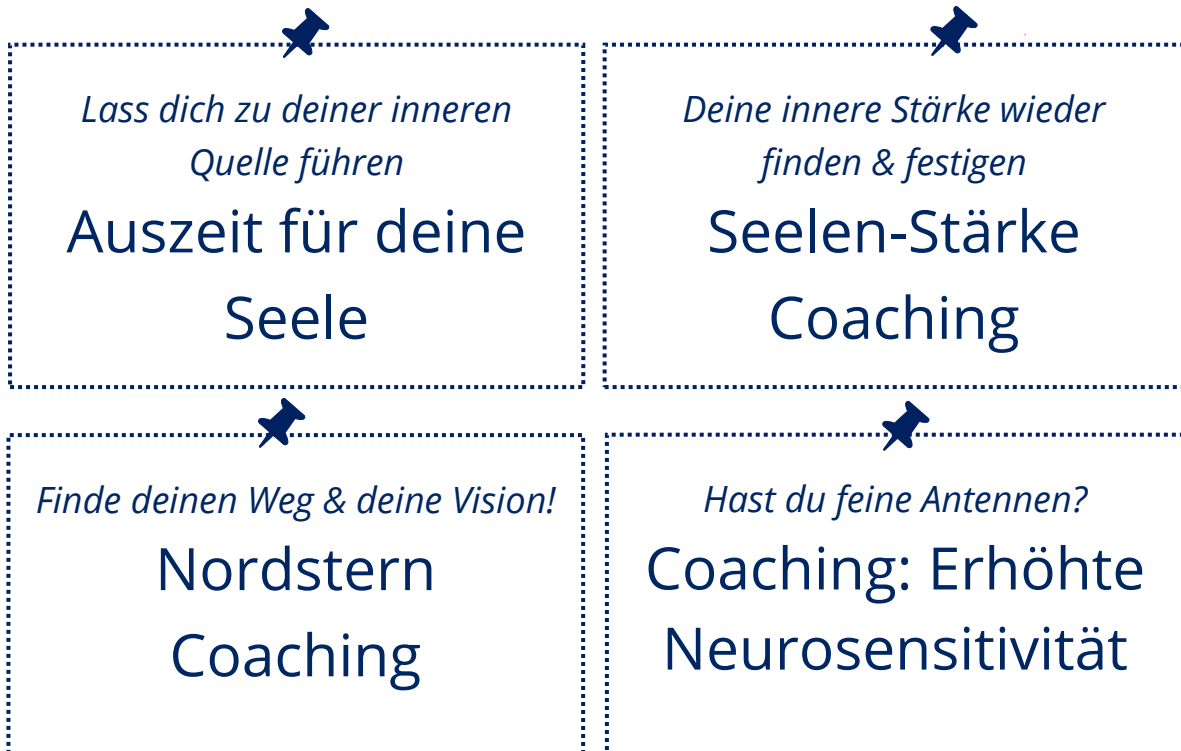 Lass dich zu deiner inneren
Quelle führen
Auszeit für deine
Seele
Deine innere Stärke wieder
finden & festigen
Seelen-Stärke
Coaching
Finde deinen Weg & deine Vision!
Nordstern
Coaching
Hast du feine Antennen?
Coaching: Erhöhte
Neurosensitivität